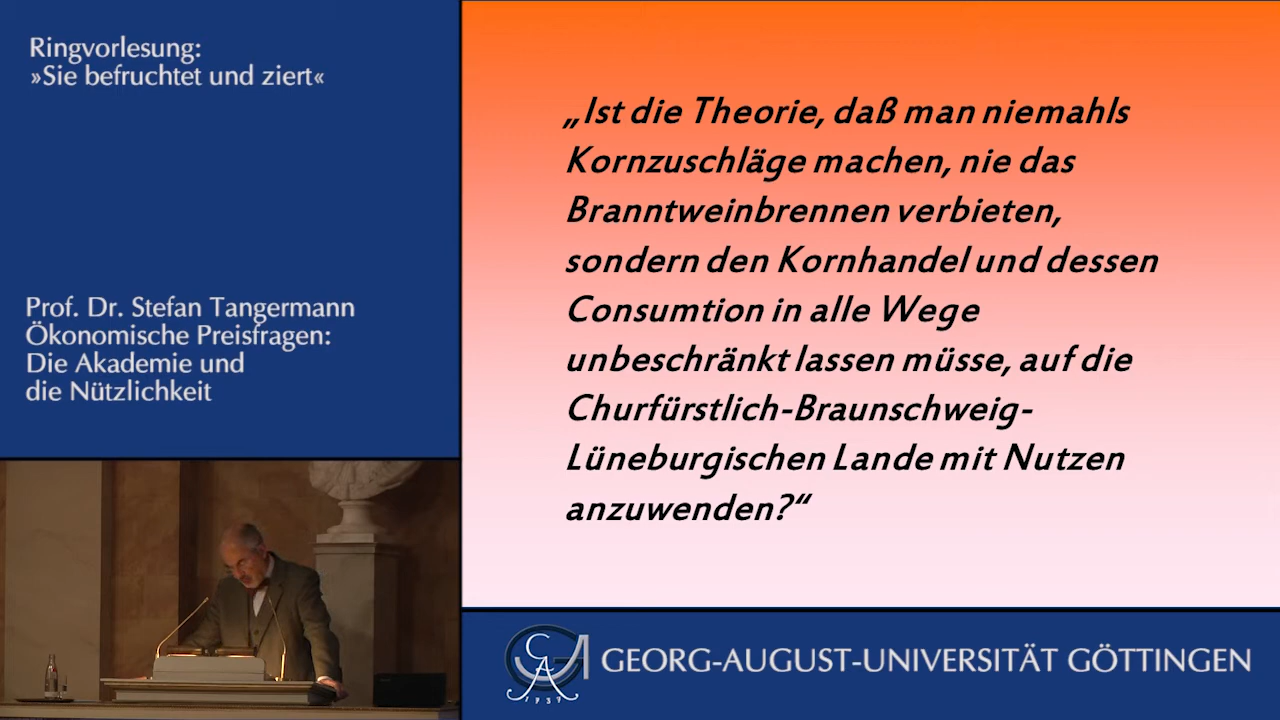 Ringvorlesung:
»Sie befruchtet und ziert«
Prof. Dr. Stefan Tangermann
Ökonomische Preisfragen:
Die Akademie und
die Nützlichkeit
„Ist die Theorie, daß man niemahls
Kornzuschläge machen, nie das
Branntweinbrennen verbieten,
sondern den Kornhandel und dessen
Consumtion in alle Wege
unbeschränkt lassen müsse, auf die
Churfürstlich-Braunschweig-
Lüneburgischen Lande mit Nutzen
anzuwenden?“
GEORG-AUGUST-UNIVERSITÄT GÖTTINGEN